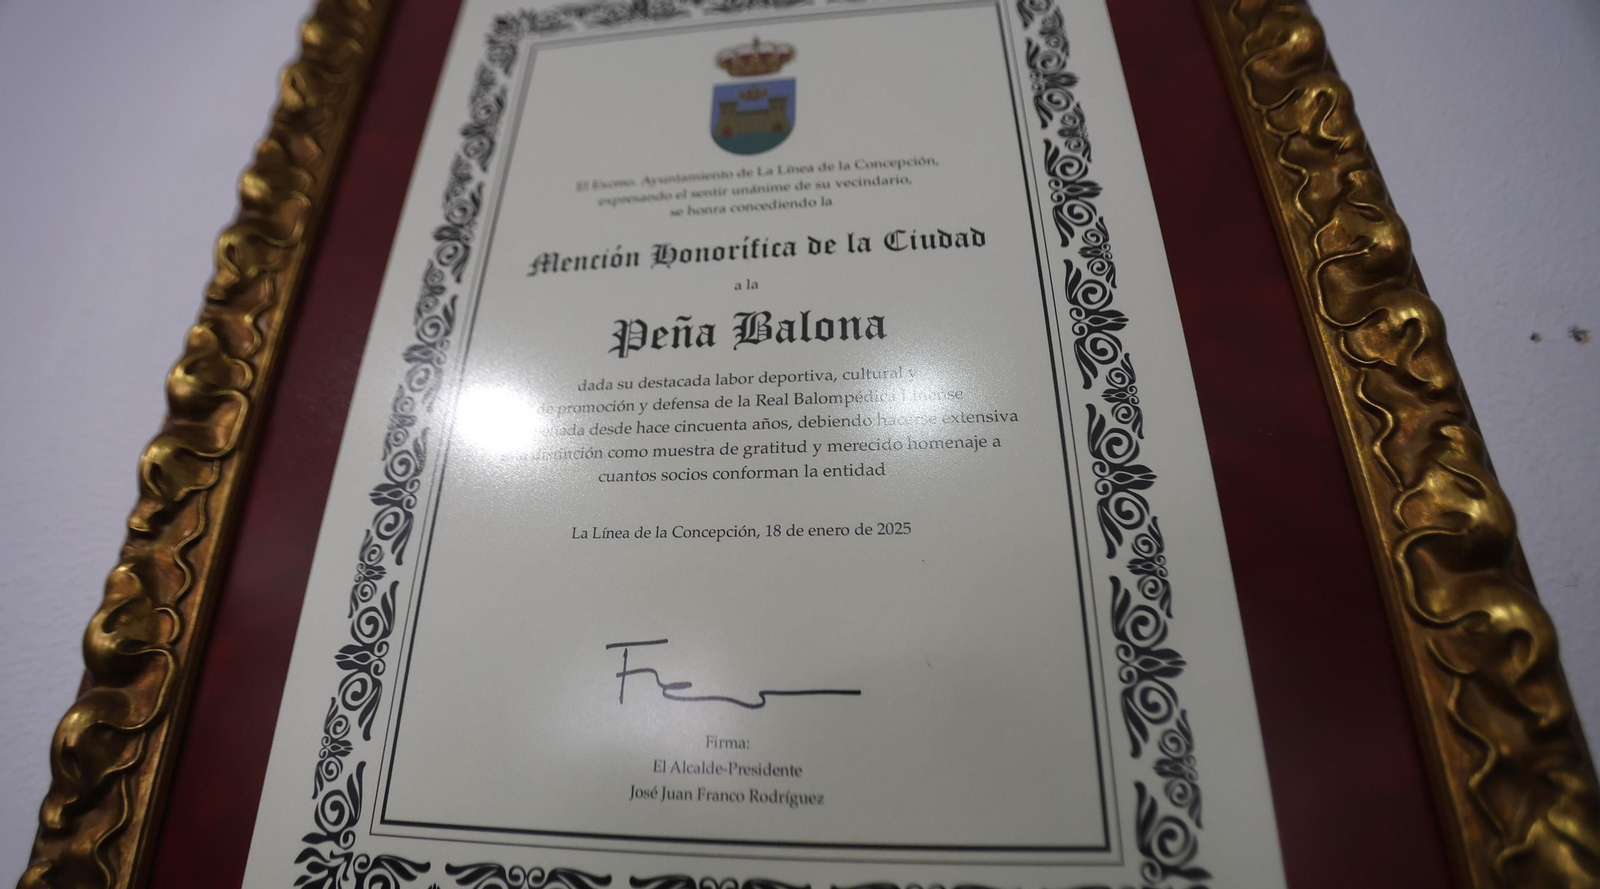 El Excmo. Ayuntamiento de La Línea de la Concepción,
expresando el sentir unánime de su vecindario,
se honra concediendo la
Mención Honorífica de la Ciudad
a la
Peña Balona
dada su destacada labor deportiva, cultural y
de promoción y defensa de la Real Balompédica Linense
desde hace cincuenta años, debiendo hacerse extensiva
distinción como muestra de gratitud y merecido homenaje a
cuantos socios conforman la entidad
La Línea de la Concepción, 18 de enero de 2025
Firma:
El Alcalde-Presidente
José Juan Franco Rodríguez